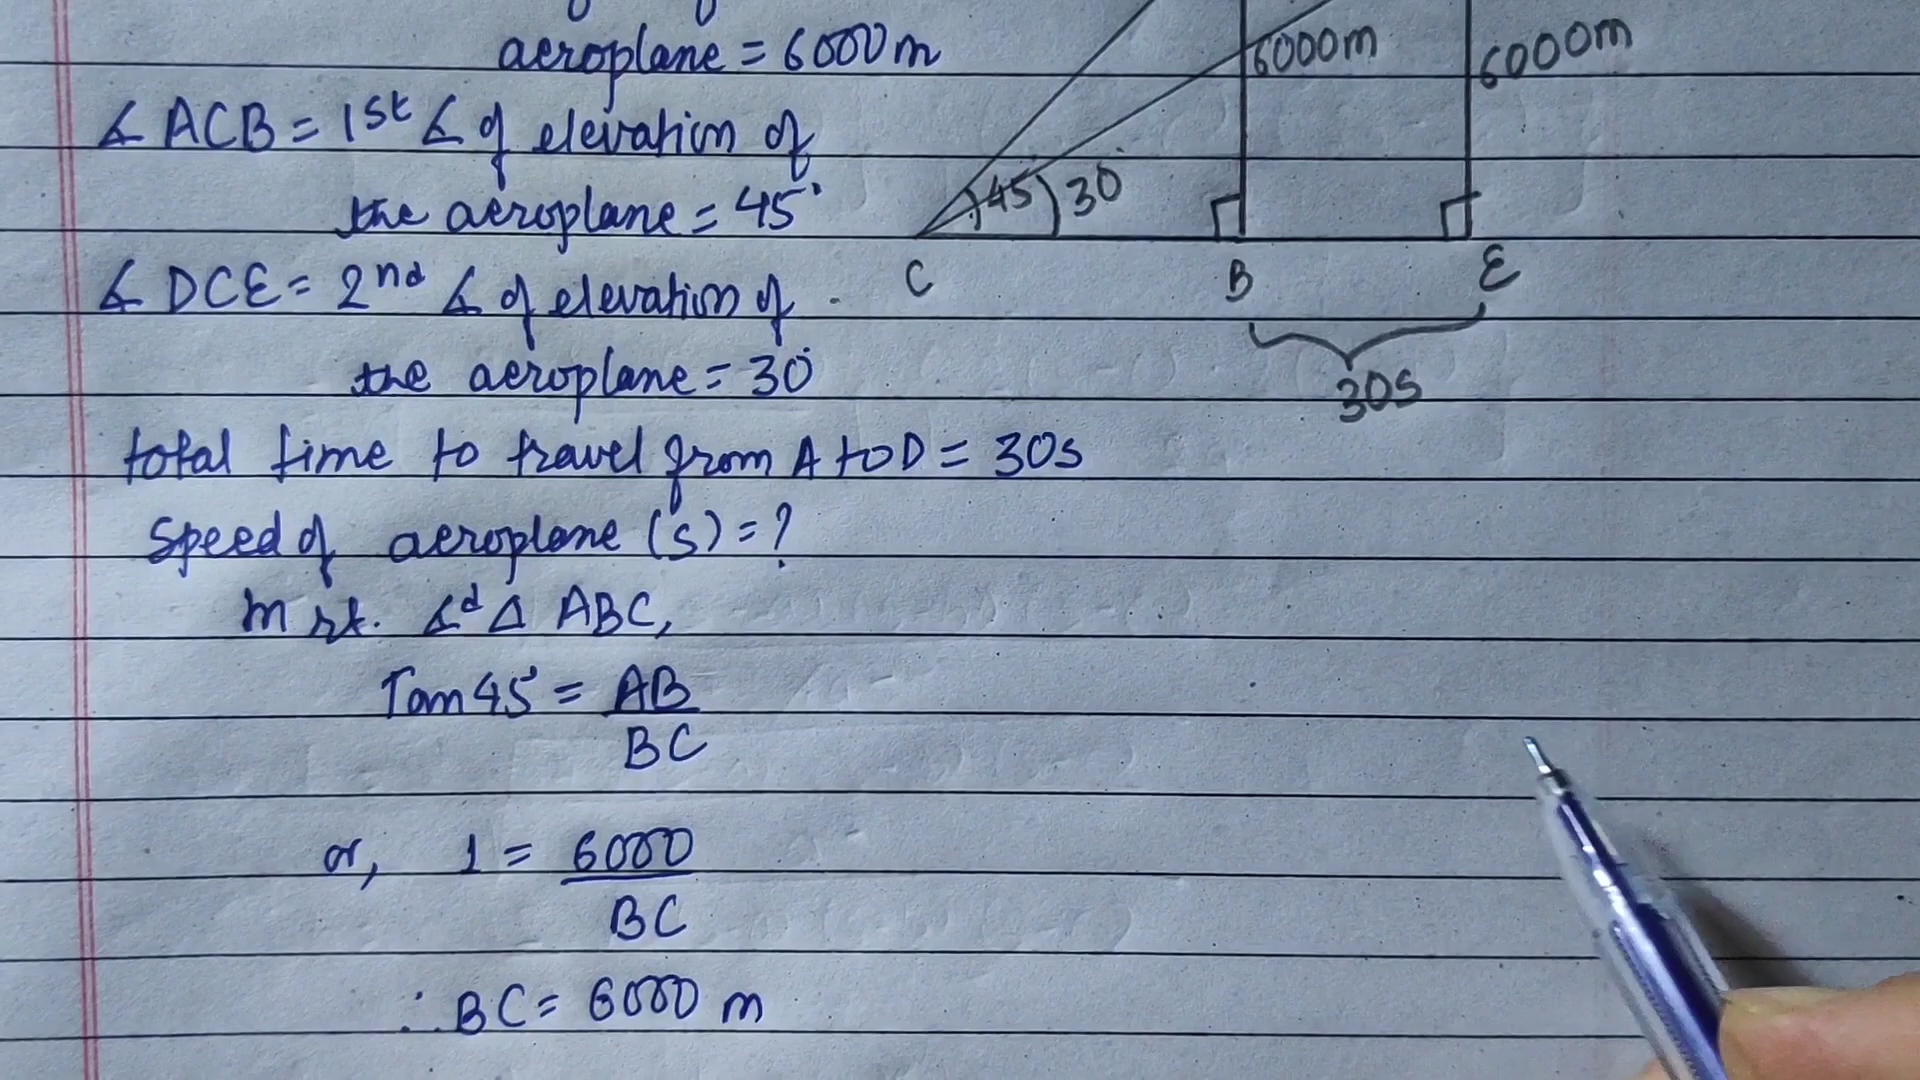 aeroplane = 6000m
∡ ACB = 1st ∡ of elevation of
the aeroplane = 45°
∡ DCE = 2nd ∡ of elevation of
the aeroplane = 30°
total time to travel from A to D = 30s
Speed of aeroplane (s) = ?
In rt. ∡d Δ ABC,
Tan 45° = AB
BC
or, 1 = 6000
BC
∴ BC = 6000 m
6000m
6000m
45
30°
C
B
E
30s